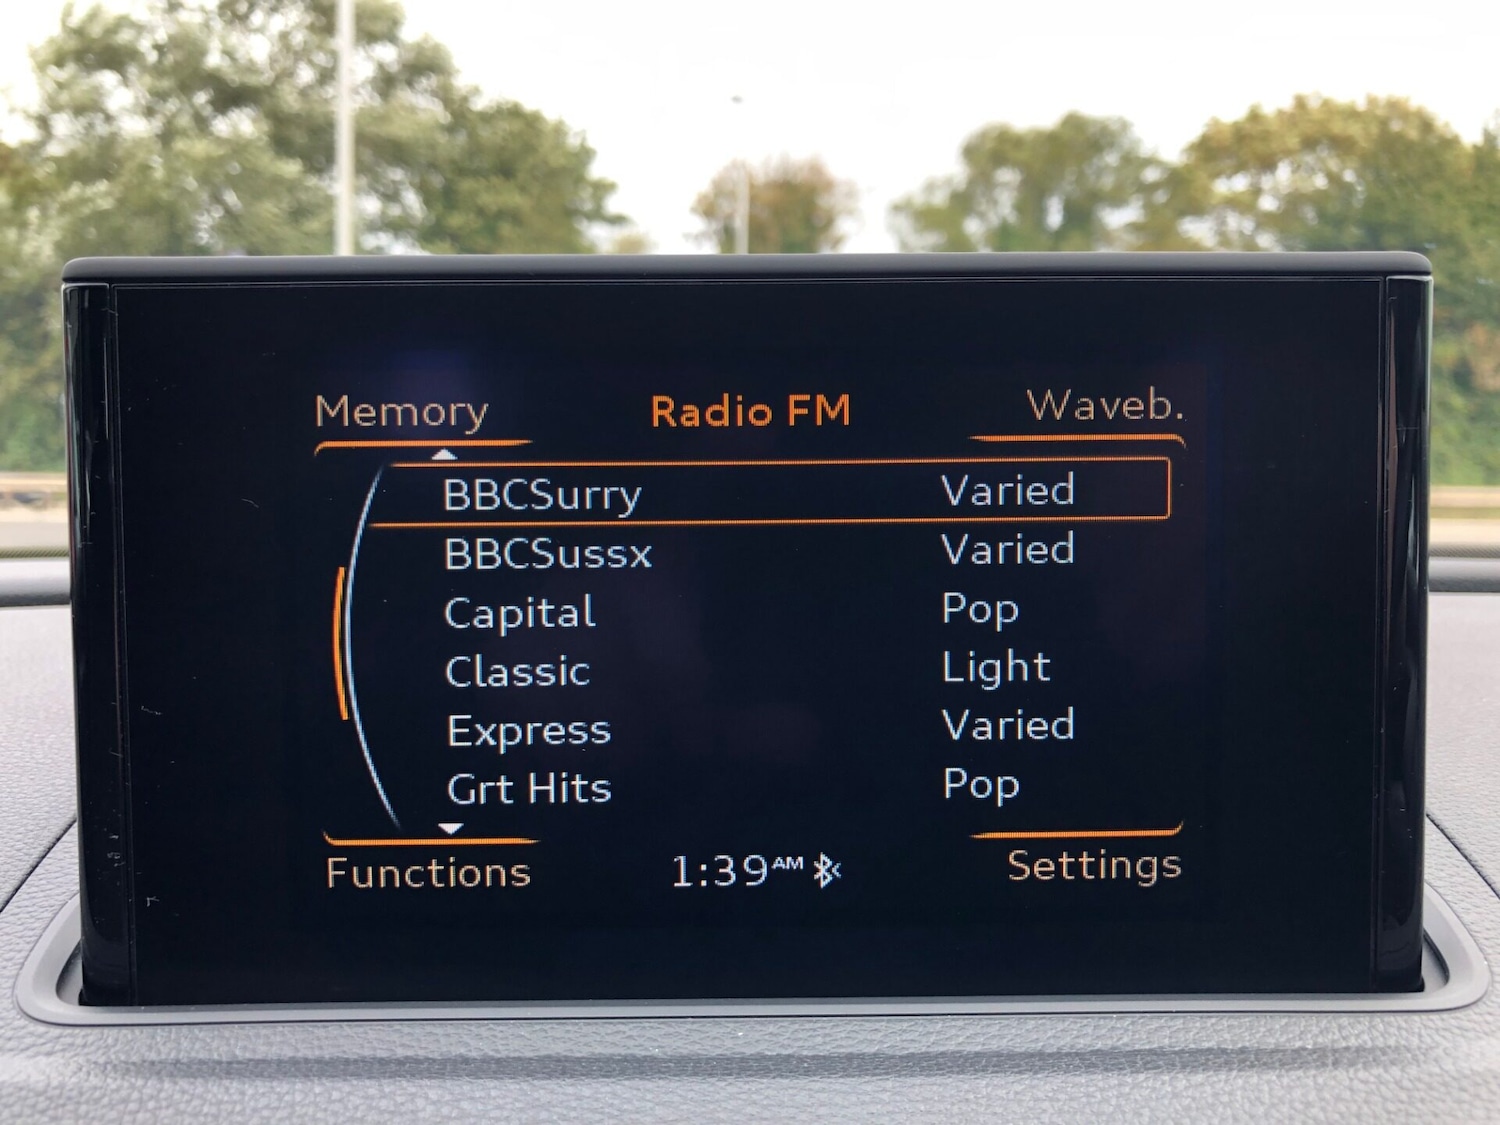 Memory Radio FM Waveb.
BBCSurry Varied
BBCSussx Varied
Capital Pop
Classic Light
Express Varied
Grt Hits Pop
Functions 1:39AM Settings